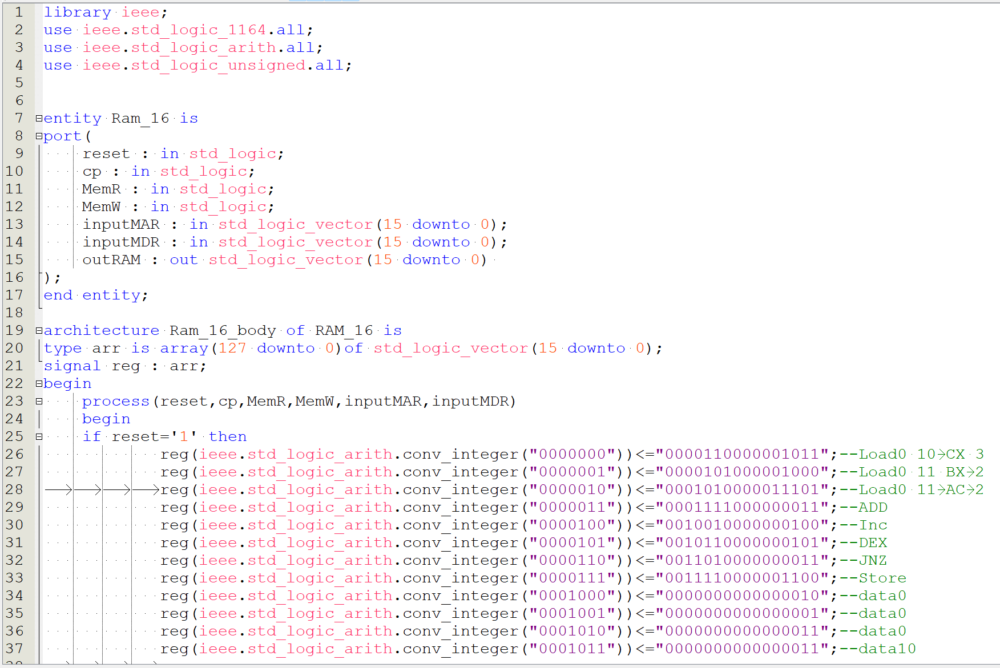 1 library ieee;
2 use ieee.std_logic_1164.all;
3 use ieee.std_logic_arith.all;
4 use ieee.std_logic_unsigned.all;
5
6
7 entity Ram_16 is
8 port(
9 reset : in std_logic;
10 cp : in std_logic;
11 MemR : in std_logic;
12 MemW : in std_logic;
13 inputMAR : in std_logic_vector(15 downto 0);
14 inputMDR : in std_logic_vector(15 downto 0);
15 outRAM : out std_logic_vector(15 downto 0)
16 );
17 end entity;
18
19 architecture Ram_16_body of RAM_16 is
20 type arr is array(127 downto 0)of std_logic_vector(15 downto 0);
21 signal reg : arr;
22 begin
23 process(reset,cp,MemR,MemW,inputMAR,inputMDR)
24 begin
25 if reset='1' then
26 reg(ieee.std_logic_arith.conv_integer("0000000"))<="0000110000001011";--Load0 10→CX 3
27 reg(ieee.std_logic_arith.conv_integer("0000001"))<="0000101000001000";--Load0 11 BX→2
28 reg(ieee.std_logic_arith.conv_integer("0000010"))<="0001010000011101";--Load0 11→AC→2
29 reg(ieee.std_logic_arith.conv_integer("0000011"))<="0001111000000011";--ADD
30 reg(ieee.std_logic_arith.conv_integer("0000100"))<="0010010000000100";--Inc
31 reg(ieee.std_logic_arith.conv_integer("0000101"))<="0010110000000101";--DEX
32 reg(ieee.std_logic_arith.conv_integer("0000110"))<="0011010000000011";--JNZ
33 reg(ieee.std_logic_arith.conv_integer("0000111"))<="0011110000001100";--Store
34 reg(ieee.std_logic_arith.conv_integer("0001000"))<="0000000000000010";--data0
35 reg(ieee.std_logic_arith.conv_integer("0001001"))<="0000000000000001";--data0
36 reg(ieee.std_logic_arith.conv_integer("0001010"))<="0000000000000011";--data0
37 reg(ieee.std_logic_arith.conv_integer("0001011"))<="0000000000000011";--data10